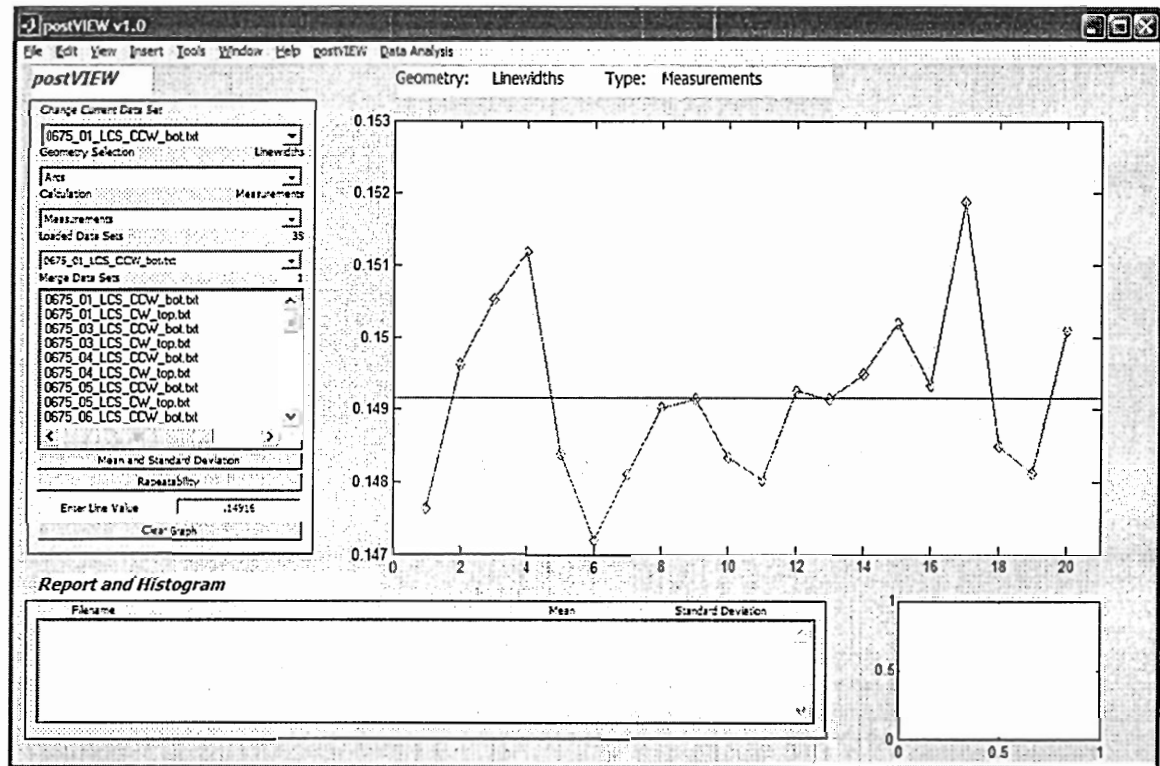 postVIEW v1.0
File Edit View Insert Tools Window Help postVIEW Data Analysis
postVIEW
Geometry: Linewidths Type: Measurements
Change Current Data Set
0675_01_LCS_CCW_bot.txt
Geometry Selection Linewidths
Arcs
Calculation Measurements
Measurements
Loaded Data Sets 35
0675_01_LCS_CCW_bot.txt
Merge Data Sets 1
0675_01_LCS_CCW_bot.txt
0675_01_LCS_CW_top.txt
0675_03_LCS_CCW_bot.txt
0675_03_LCS_CW_top.txt
0675_04_LCS_CCW_bot.txt
0675_04_LCS_CW_top.txt
0675_05_LCS_CCW_bot.txt
0675_05_LCS_CW_top.txt
0675_06_LCS_CCW_bot.txt
Mean and Standard Deviation
Repeatability
Enter Line Value .14916
Clear Graph
0.153
0.152
0.151
0.15
0.149
0.148
0.147
0 2 4 6 8 10 12 14 16 18 20
Report and Histogram
Filename Mean Standard Deviation
1
0.5
0
0 0.5 1